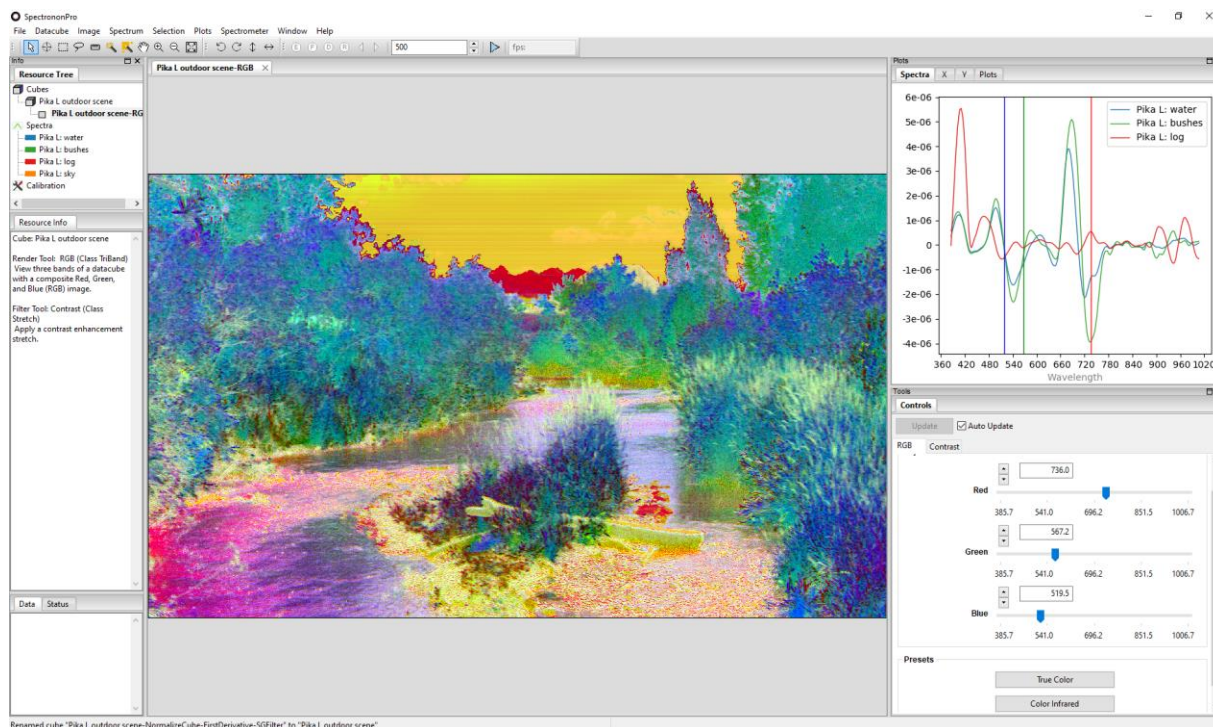 SpectrononPro
File Datacube Image Spectrum Selection Plots Spectrometer Window Help
500
fps:
Info
Resource Tree
Cubes
Pika L outdoor scene
Pika L outdoor scene-RG
Spectra
Pika L: water
Pika L: bushes
Pika L: log
Pika L: sky
Calibration
Resource Info
Cube: Pika L outdoor scene
Render Tool: RGB (Class TriBand)
View three bands of a datacube
with a composite Red, Green,
and Blue (RGB) image.
Filter Tool: Contrast (Class
Stretch)
Apply a contrast enhancement
stretch.
Data Status
Pika L outdoor scene-RGB
Plots
Spectra X Y Plots
6e-06
5e-06
4e-06
3e-06
2e-06
1e-06
0
-1e-06
-2e-06
-3e-06
-4e-06
Pika L: water
Pika L: bushes
Pika L: log
360 420 480 540 600 660 720 780 840 900 960 1020
Wavelength
Tools
Controls
Update Auto Update
RGB Contrast
736.0
Red
385.7 541.0 696.2 851.5 1006.7
567.2
Green
385.7 541.0 696.2 851.5 1006.7
519.5
Blue
385.7 541.0 696.2 851.5 1006.7
Presets
True Color
Color Infrared
Renamed cube "Pika L outdoor scene-NormalizeCube-FirstDerivative-SGFilter" to "Pika L outdoor scene"